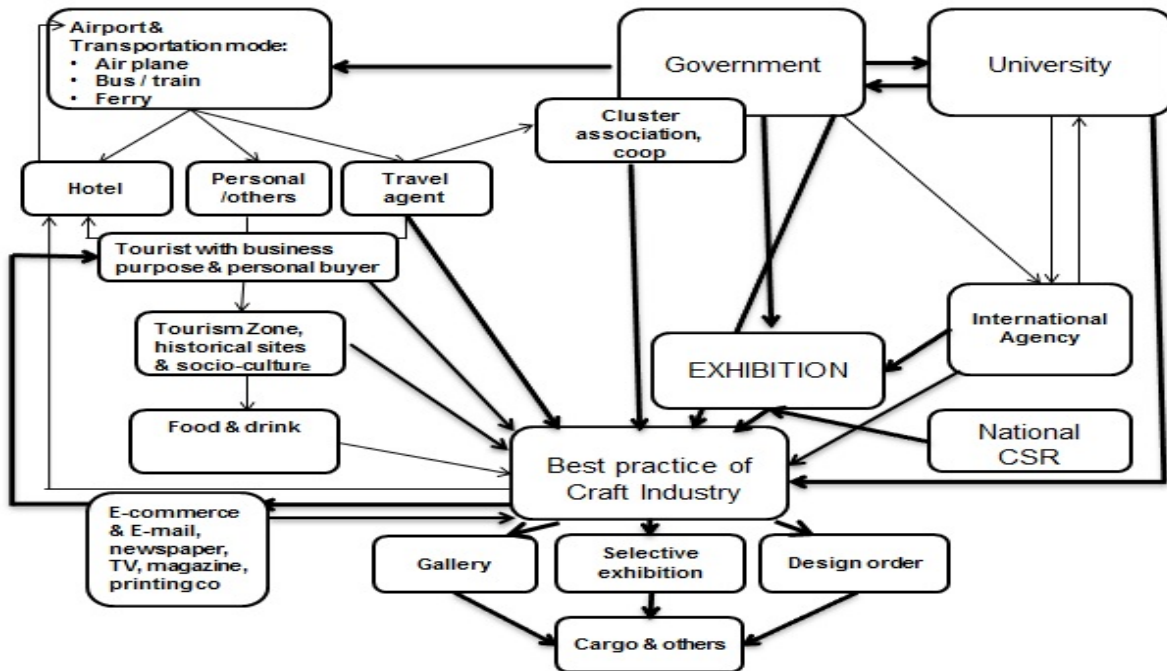 Airport &
Transportation mode:
• Air plane
• Bus / train
• Ferry
Government
University
Cluster
association,
coop
Hotel
Personal
/others
Travel
agent
Tourist with business
purpose & personal buyer
Tourism Zone,
historical sites
& socio-culture
International
Agency
EXHIBITION
Food & drink
National
CSR
Best practice of
Craft Industry
E-commerce
& E-mail,
newspaper,
TV, magazine,
printing co
Gallery
Selective
exhibition
Design order
Cargo & others